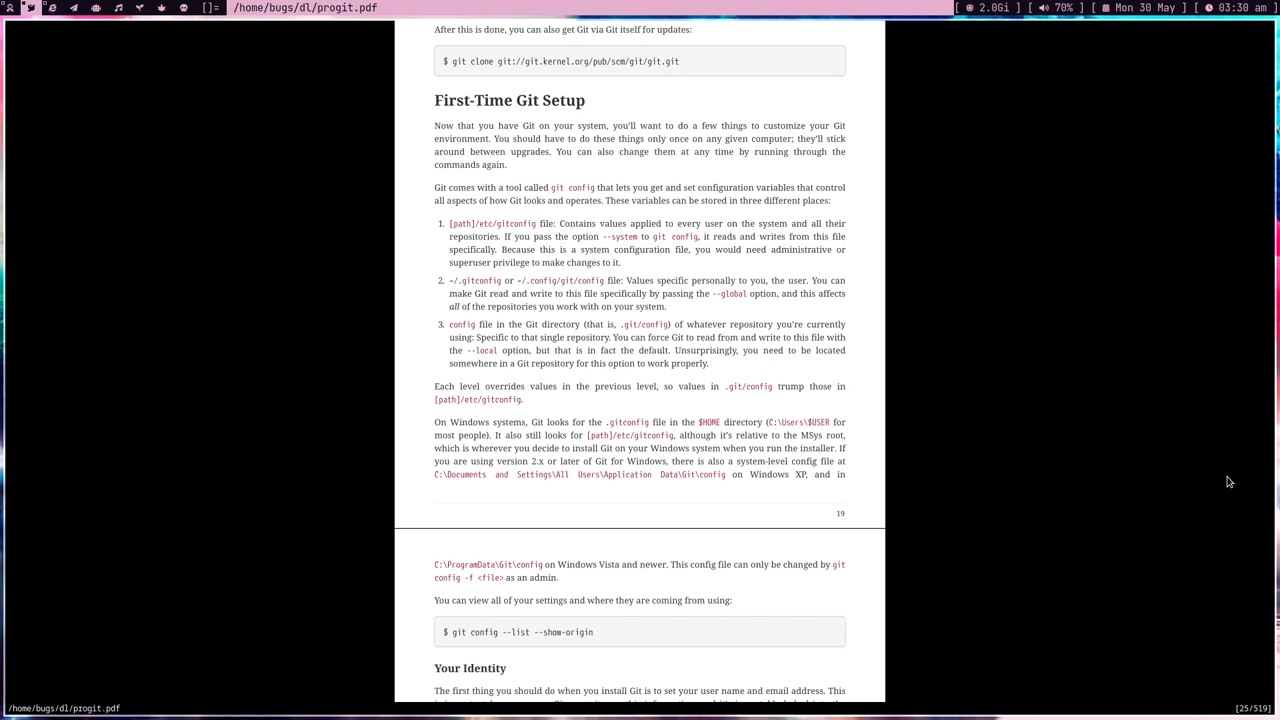 []= /home/bugs/dl/progit.pdf [ 2.0Gi ] [ 70% ] [ Mon 30 May ] [ 03:30 am ]
After this is done, you can also get Git via Git itself for updates:
$ git clone git://git.kernel.org/pub/scm/git/git.git
First-Time Git Setup
Now that you have Git on your system, you'll want to do a few things to customize your Git
environment. You should have to do these things only once on any given computer; they'll stick
around between upgrades. You can also change them at any time by running through the
commands again.
Git comes with a tool called git config that lets you get and set configuration variables that control
all aspects of how Git looks and operates. These variables can be stored in three different places:
1. [path]/etc/gitconfig file: Contains values applied to every user on the system and all their
repositories. If you pass the option --system to git config, it reads and writes from this file
specifically. Because this is a system configuration file, you would need administrative or
superuser privilege to make changes to it.
2. ~/.gitconfig or ~/.config/git/config file: Values specific personally to you, the user. You can
make Git read and write to this file specifically by passing the --global option, and this affects
all of the repositories you work with on your system.
3. config file in the Git directory (that is, .git/config) of whatever repository you're currently
using: Specific to that single repository. You can force Git to read from and write to this file with
the --local option, but that is in fact the default. Unsurprisingly, you need to be located
somewhere in a Git repository for this option to work properly.
Each level overrides values in the previous level, so values in .git/config trump those in
[path]/etc/gitconfig.
On Windows systems, Git looks for the .gitconfig file in the $HOME directory (C:\Users\$USER for
most people). It also still looks for [path]/etc/gitconfig, although it's relative to the MSys root,
which is wherever you decide to install Git on your Windows system when you run the installer. If
you are using version 2.x or later of Git for Windows, there is also a system-level config file at
C:\Documents and Settings\All Users\Application Data\Git\config on Windows XP, and in
19
C:\ProgramData\Git\config on Windows Vista and newer. This config file can only be changed by git
config -f <file> as an admin.
You can view all of your settings and where they are coming from using:
$ git config --list --show-origin
Your Identity
The first thing you should do when you install Git is to set your user name and email address. This
/home/bugs/dl/progit.pdf [25/519]